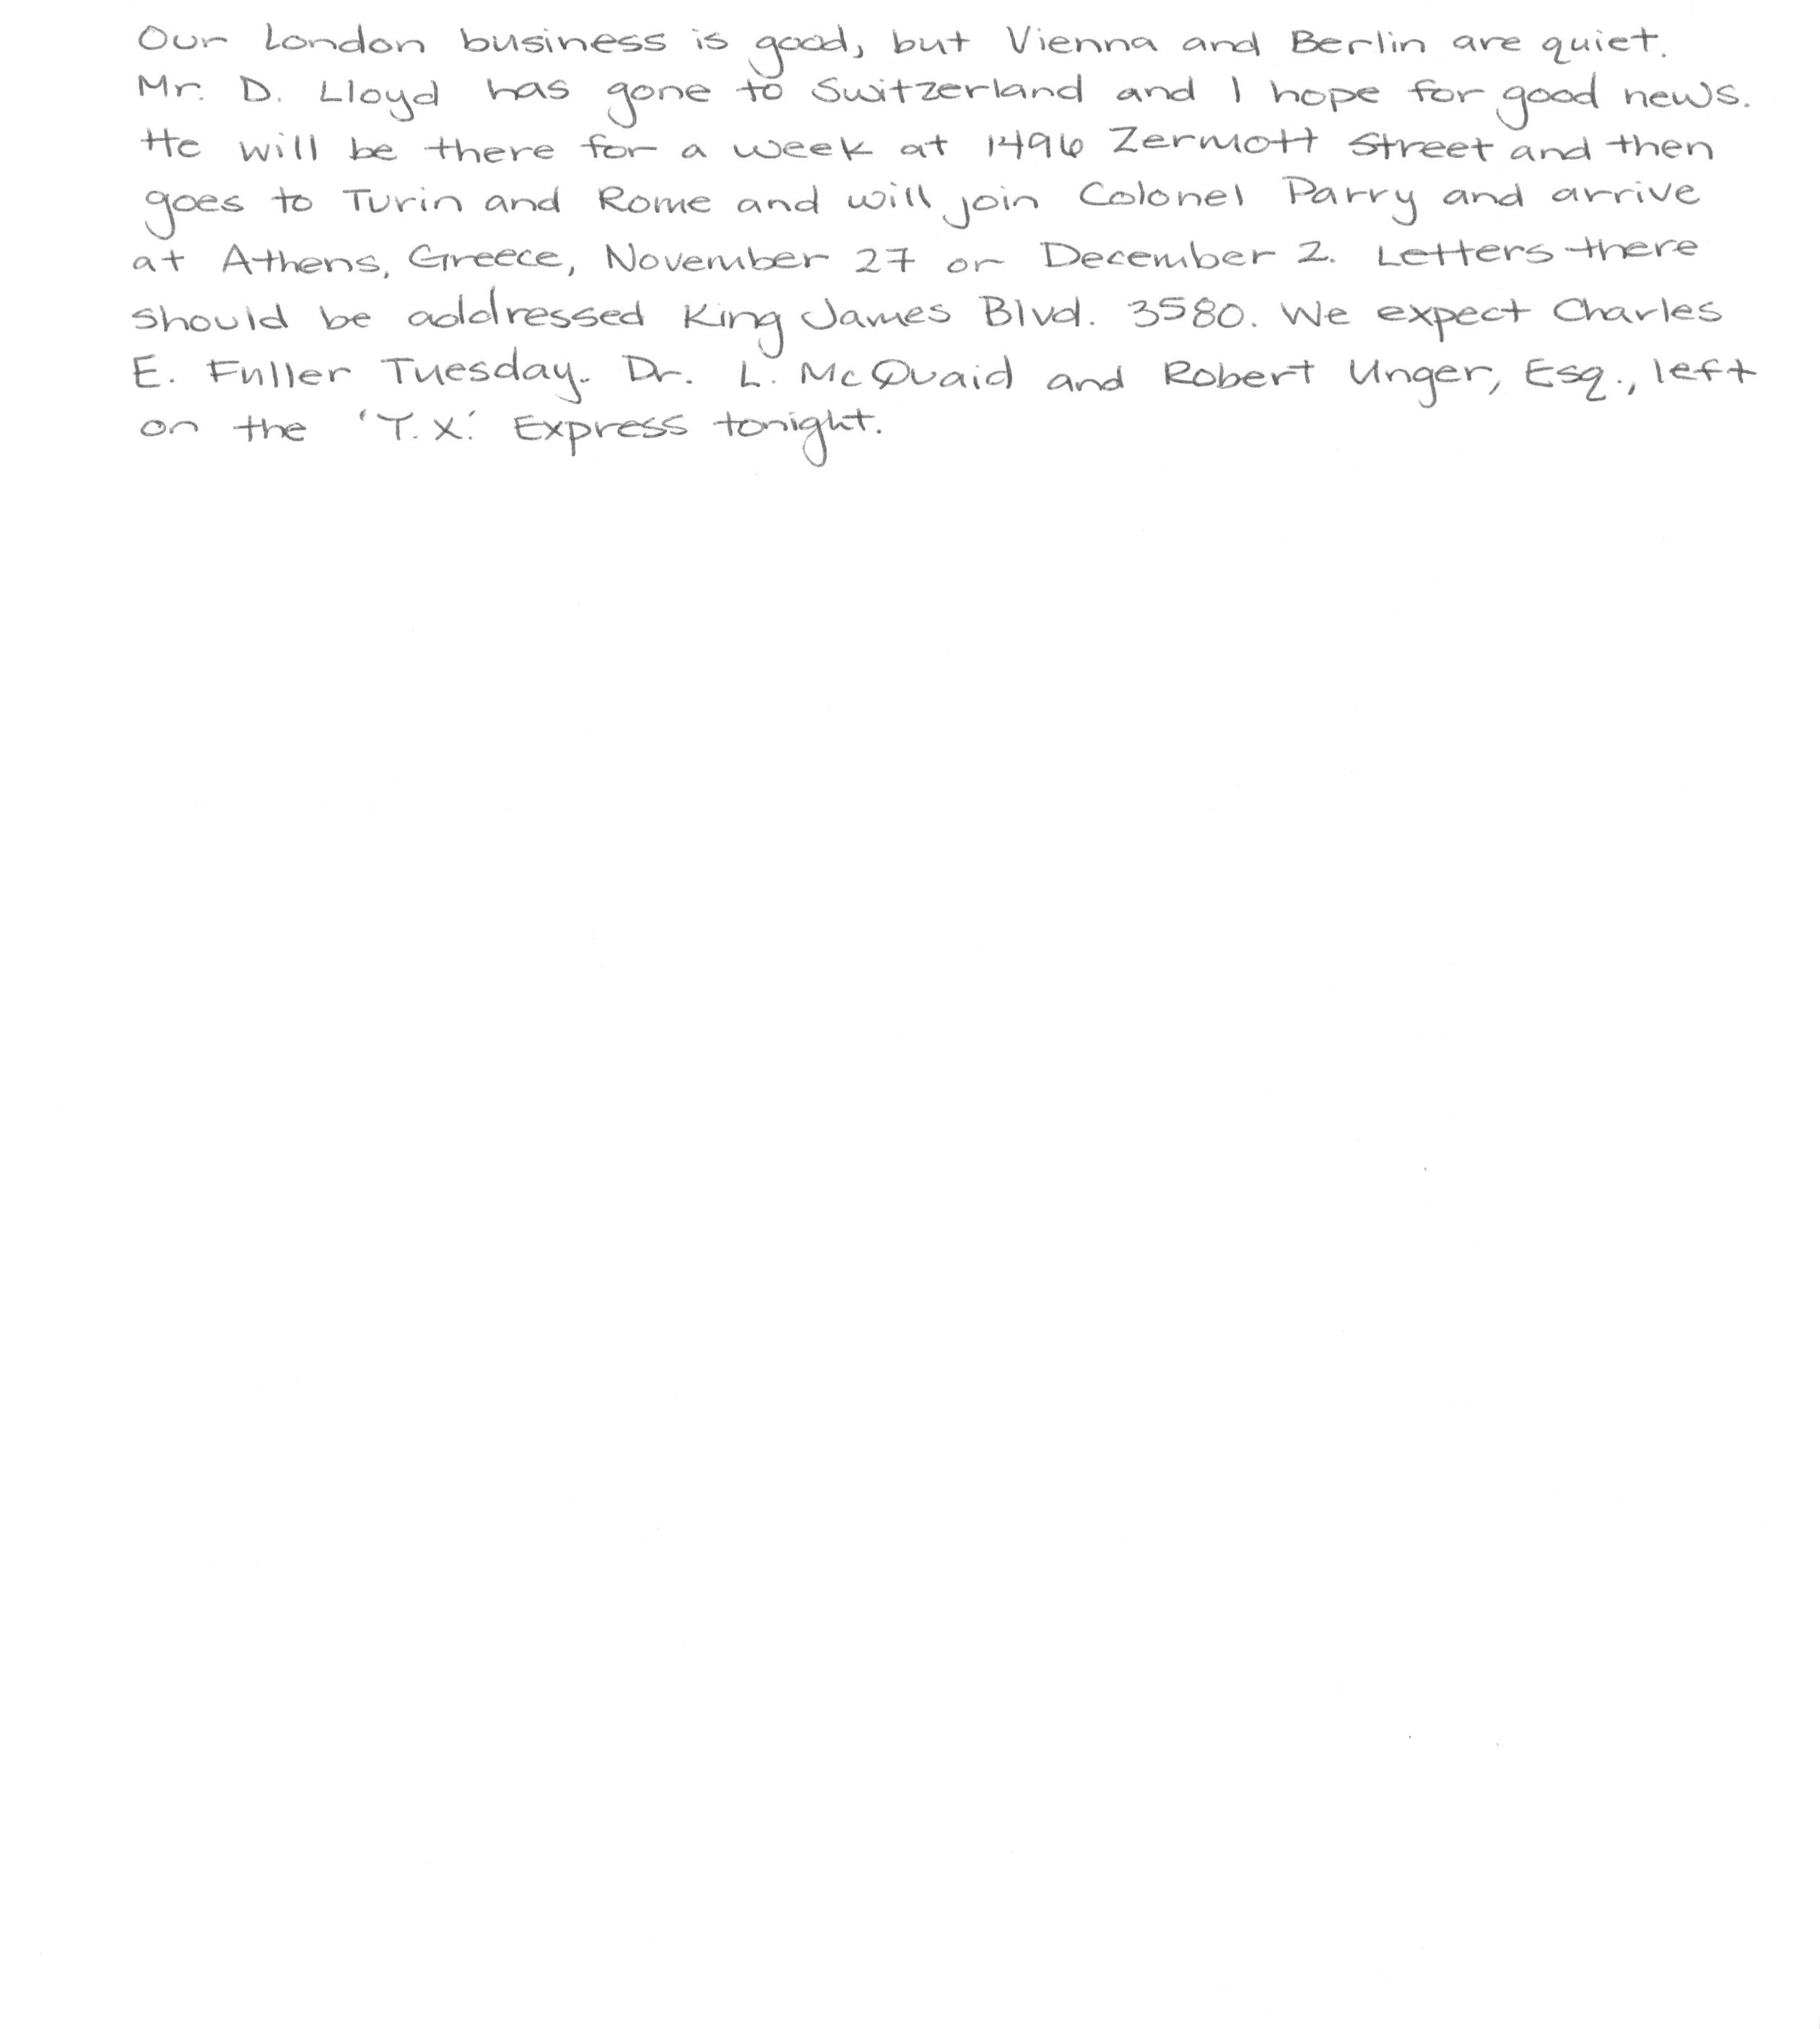 Our London business is good, but Vienna and Berlin are quiet.
Mr. D. Lloyd has gone to Switzerland and I hope for good news.
He will be there for a week at 1496 Zermott Street and then
goes to Turin and Rome and will join Colonel Parry and arrive
at Athens, Greece, November 27 or December 2. Letters there
should be addressed King James Blvd. 3580. We expect Charles
E. Fuller Tuesday. Dr. L. McQuaid and Robert Unger, Esq., left
on the 'T.X.' Express tonight.